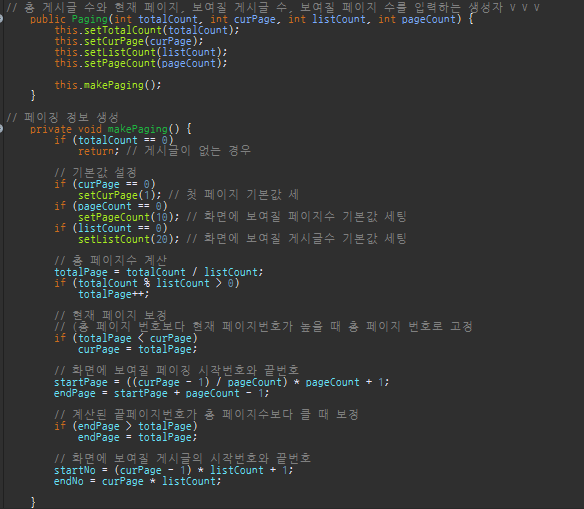 // 총 게시글 수와 현재 페이지, 보여질 게시글 수, 보여질 페이지 수를 입력하는 생성자 V V V
public Paging(int totalCount, int curPage, int listCount, int pageCount) {
this.setTotalCount(totalCount);
this.setCurPage(curPage);
this.setListCount(listCount);
this.setPageCount(pageCount);
this.makePaging();
}
// 페이징 정보 생성
private void makePaging() {
if (totalCount == 0)
return; // 게시글이 없는 경우
// 기본값 설정
if (curPage == 0)
setCurPage(1); // 첫 페이지 기본값 세
if (pageCount == 0)
setPageCount(10); // 화면에 보여질 페이지수 기본값 세팅
if (listCount == 0)
setListCount(20); // 화면에 보여질 게시글수 기본값 세팅
// 총 페이지수 계산
totalPage = totalCount / listCount;
if (totalCount % listCount > 0)
totalPage++;
// 현재 페이지 보정
// (총 페이지 번호보다 현재 페이지번호가 높을 때 총 페이지 번호로 고정
if (totalPage < curPage)
curPage = totalPage;
// 화면에 보여질 페이징 시작번호와 끝번호
startPage = ((curPage - 1) / pageCount) * pageCount + 1;
endPage = startPage + pageCount - 1;
// 계산된 끝페이지번호가 총 페이지수보다 클 때 보정
if (endPage > totalPage)
endPage = totalPage;
// 화면에 보여질 게시글의 시작번호와 끝번호
startNo = (curPage - 1) * listCount + 1;
endNo = curPage * listCount;
}